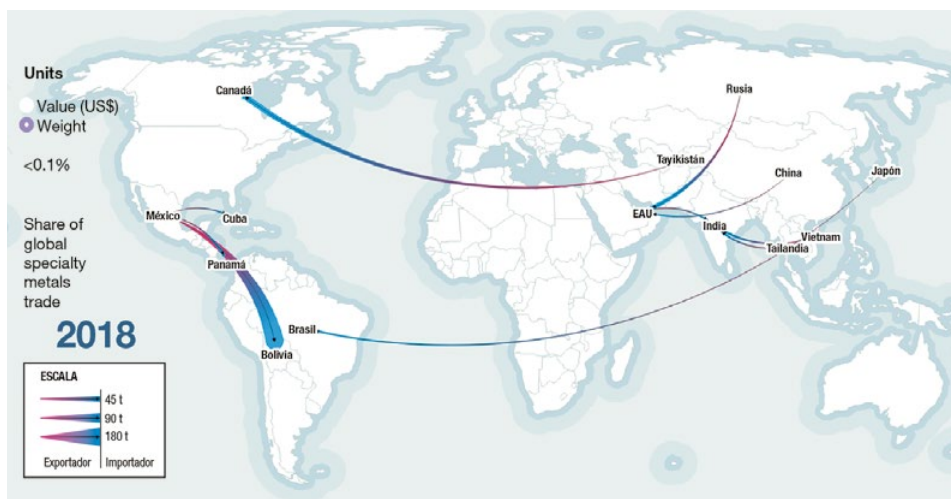 Units
Value (US$)
Weight
<0.1%
Share of
global
specialty
metals
trade
2018
ESCALA
45 t
90 t
180 t
Exportador
Importador
Canadá
Rusia
Tayikistán
China
Japón
México
Cuba
EAU
India
Vietnam
Tailandia
Panamá
Brasil
Bolivia